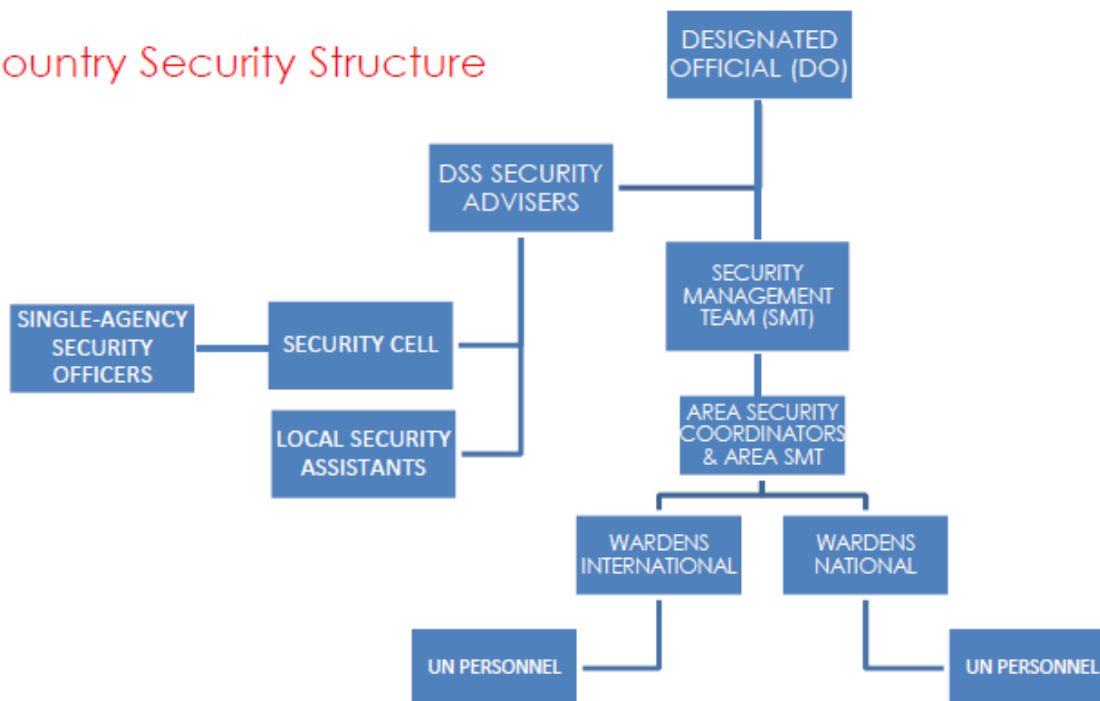 ountry Security Structure
DESIGNATED
OFFICIAL (DO)
DSS SECURITY
ADVISERS
SECURITY
MANAGEMENT
TEAM (SMT)
SINGLE-AGENCY
SECURITY
OFFICERS
SECURITY CELL
LOCAL SECURITY
ASSISTANTS
AREA SECURITY
COORDINATORS
& AREA SMT
WARDENS
INTERNATIONAL
WARDENS
NATIONAL
UN PERSONNEL
UN PERSONNEL